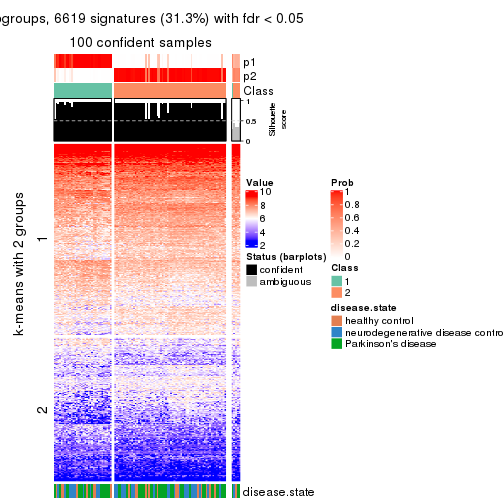 ogroups, 6619 signatures (31.3%) with fdr < 0.05
100 confident samples
p1
p2
Class
1
0.5
0
Silhouette
score
k-means with 2 groups
1
2
Value
10
8
6
4
2
Prob
1
0.8
0.6
0.4
0.2
0
Status (barplots)
confident
ambiguous
Class
1
2
disease.state
healthy control
neurodegenerative disease contro
Parkinson's disease
disease.state